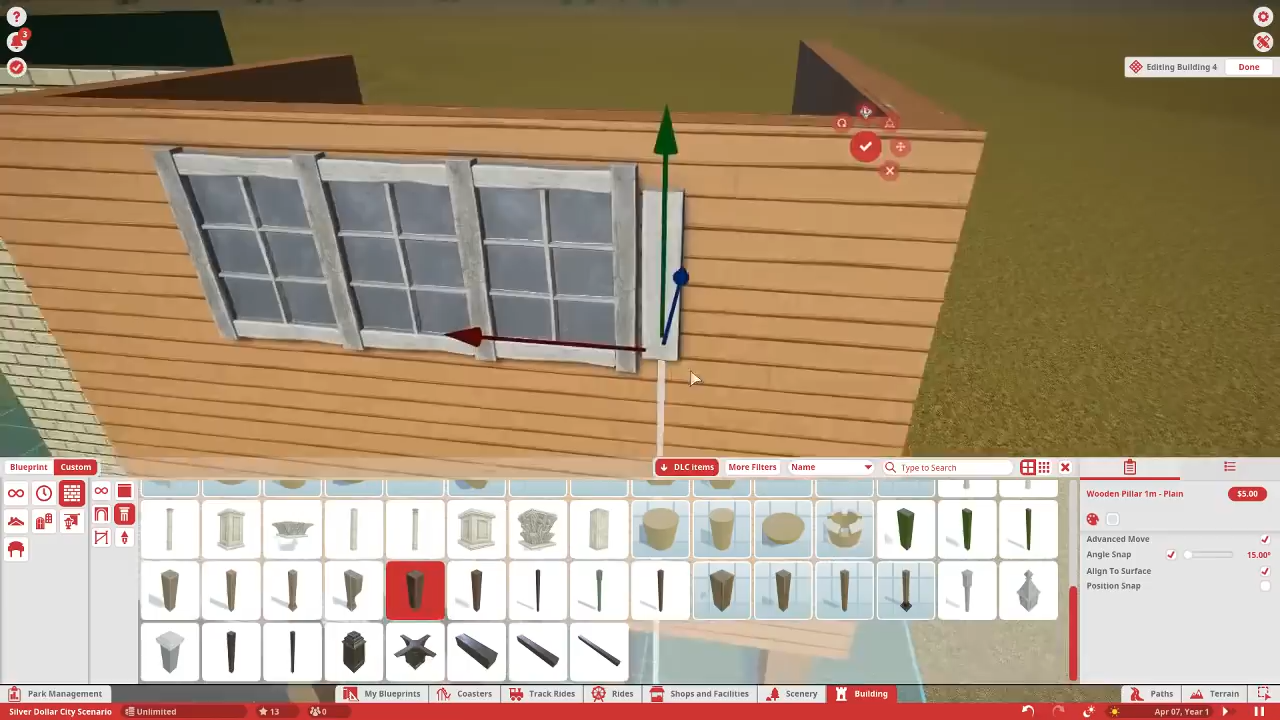 ?
3
Editing Building 4
Done
Blueprint
Custom
DLC Items
More Filters
Name
Type to Search
Wooden Pillar 1m - Plain
$5.00
Advanced Move
Angle Snap
15.00°
Align To Surface
Position Snap
Park Management
My Blueprints
Coasters
Track Rides
Rides
Shops and Facilities
Scenery
Building
Paths
Terrain
Silver Dollar City Scenario
Unlimited
13
0
Apr 07, Year 1